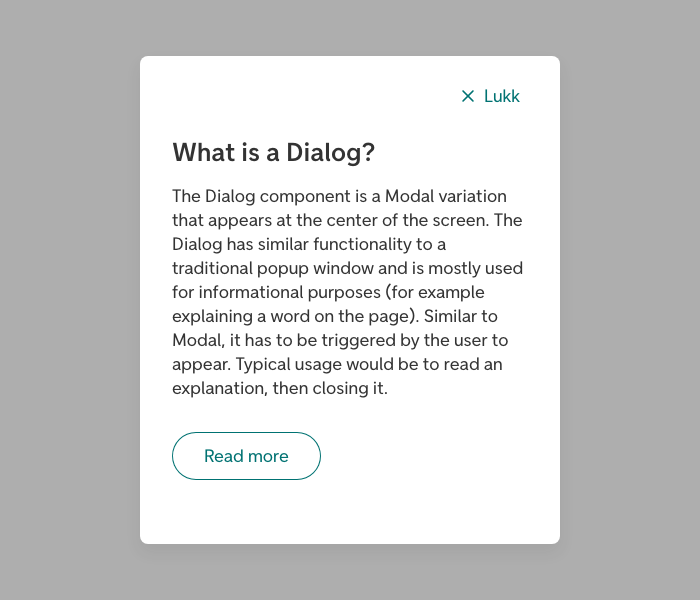 Lukk
What is a Dialog?
The Dialog component is a Modal variation
that appears at the center of the screen. The
Dialog has similar functionality to a
traditional popup window and is mostly used
for informational purposes (for example
explaining a word on the page). Similar to
Modal, it has to be triggered by the user to
appear. Typical usage would be to read an
explanation, then closing it.
Read more